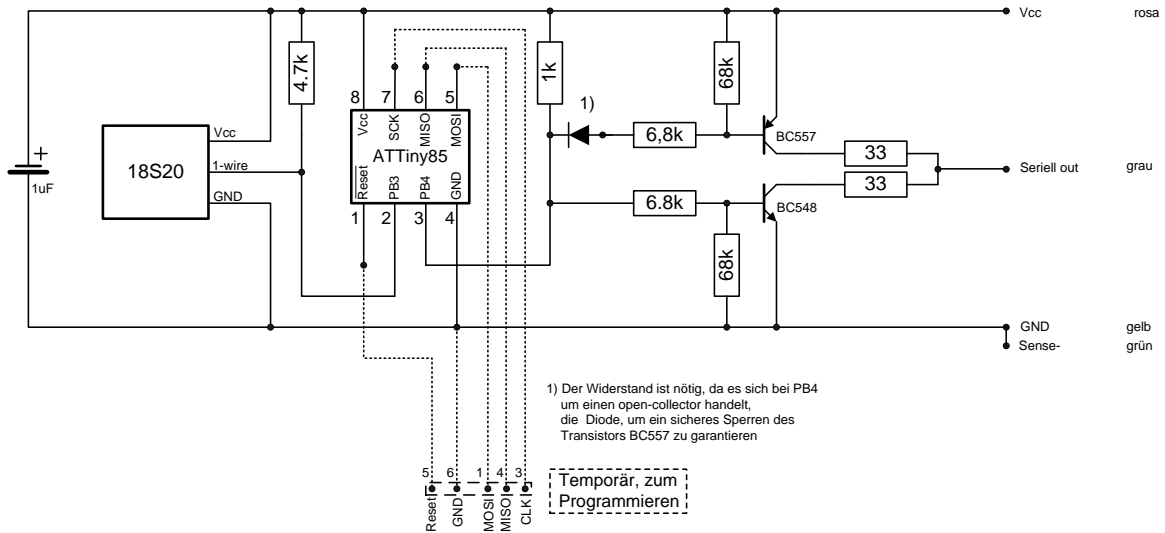 Vcc
rosa
4.7k
1k
68k
8
7
6
5
1)
Vcc
SCK
MISO
MOSI
+
1uF
18S20
Vcc
1-wire
GND
ATTiny85
6,8k
BC557
33
Seriell out
grau
33
Reset
PB3
PB4
GND
6.8k
BC548
1
2
3
4
68k
GND
gelb
Sense-
grün
1) Der Widerstand ist nötig, da es sich bei PB4
um einen open-collector handelt,
die Diode, um ein sicheres Sperren des
Transistors BC557 zu garantieren
5
6
1
4
3
Reset
GND
MOSI
MISO
CLK
Temporär, zum
Programmieren